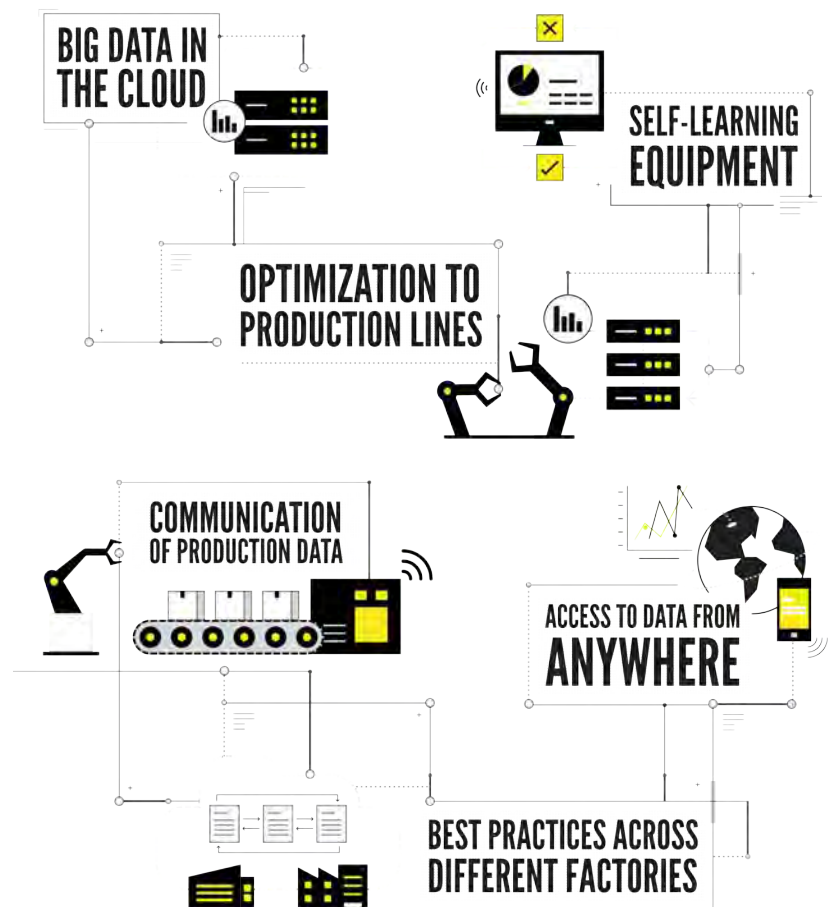 BIG DATA IN
THE CLOUD
SELF-LEARNING
EQUIPMENT
OPTIMIZATION TO
PRODUCTION LINES
COMMUNICATION
OF PRODUCTION DATA
ACCESS TO DATA FROM
ANYWHERE
BEST PRACTICES ACROSS
DIFFERENT FACTORIES